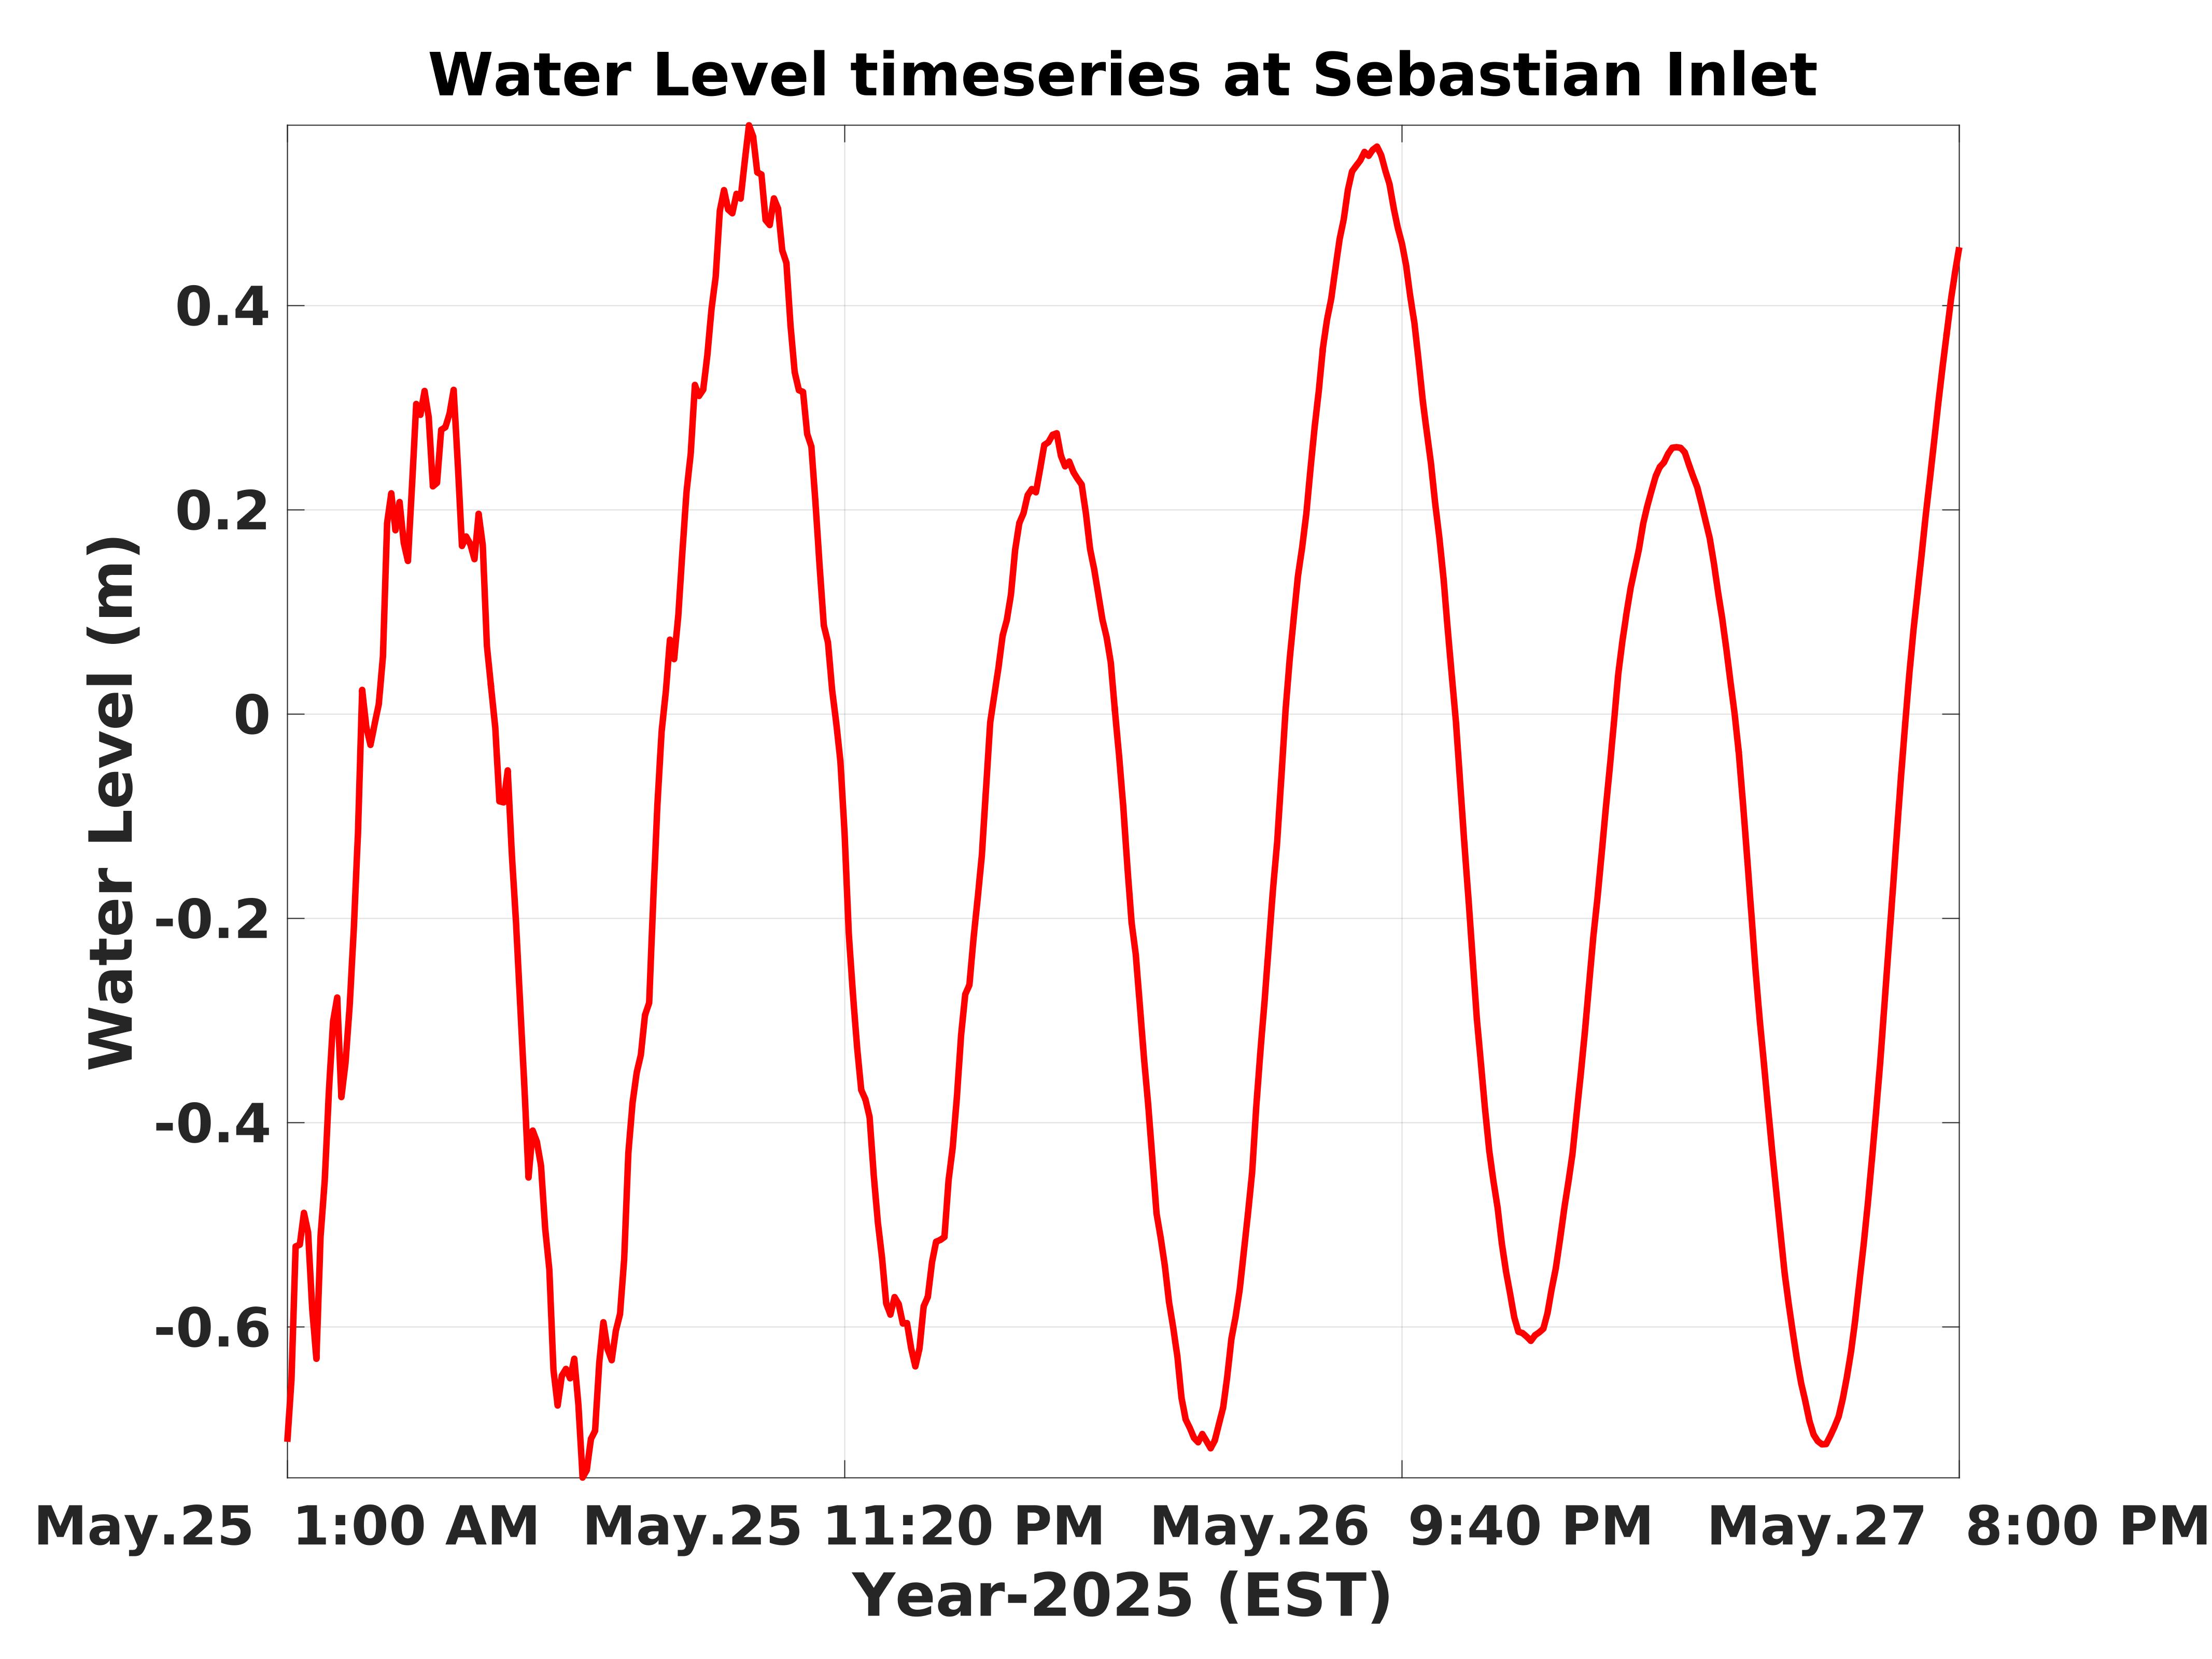 Water Level timeseries at Sebastian Inlet
Water Level (m)
0.4
0.2
0
-0.2
-0.4
-0.6
May.25 1:00 AM May.25 11:20 PM May.26 9:40 PM May.27 8:00 PM
Year-2025 (EST)